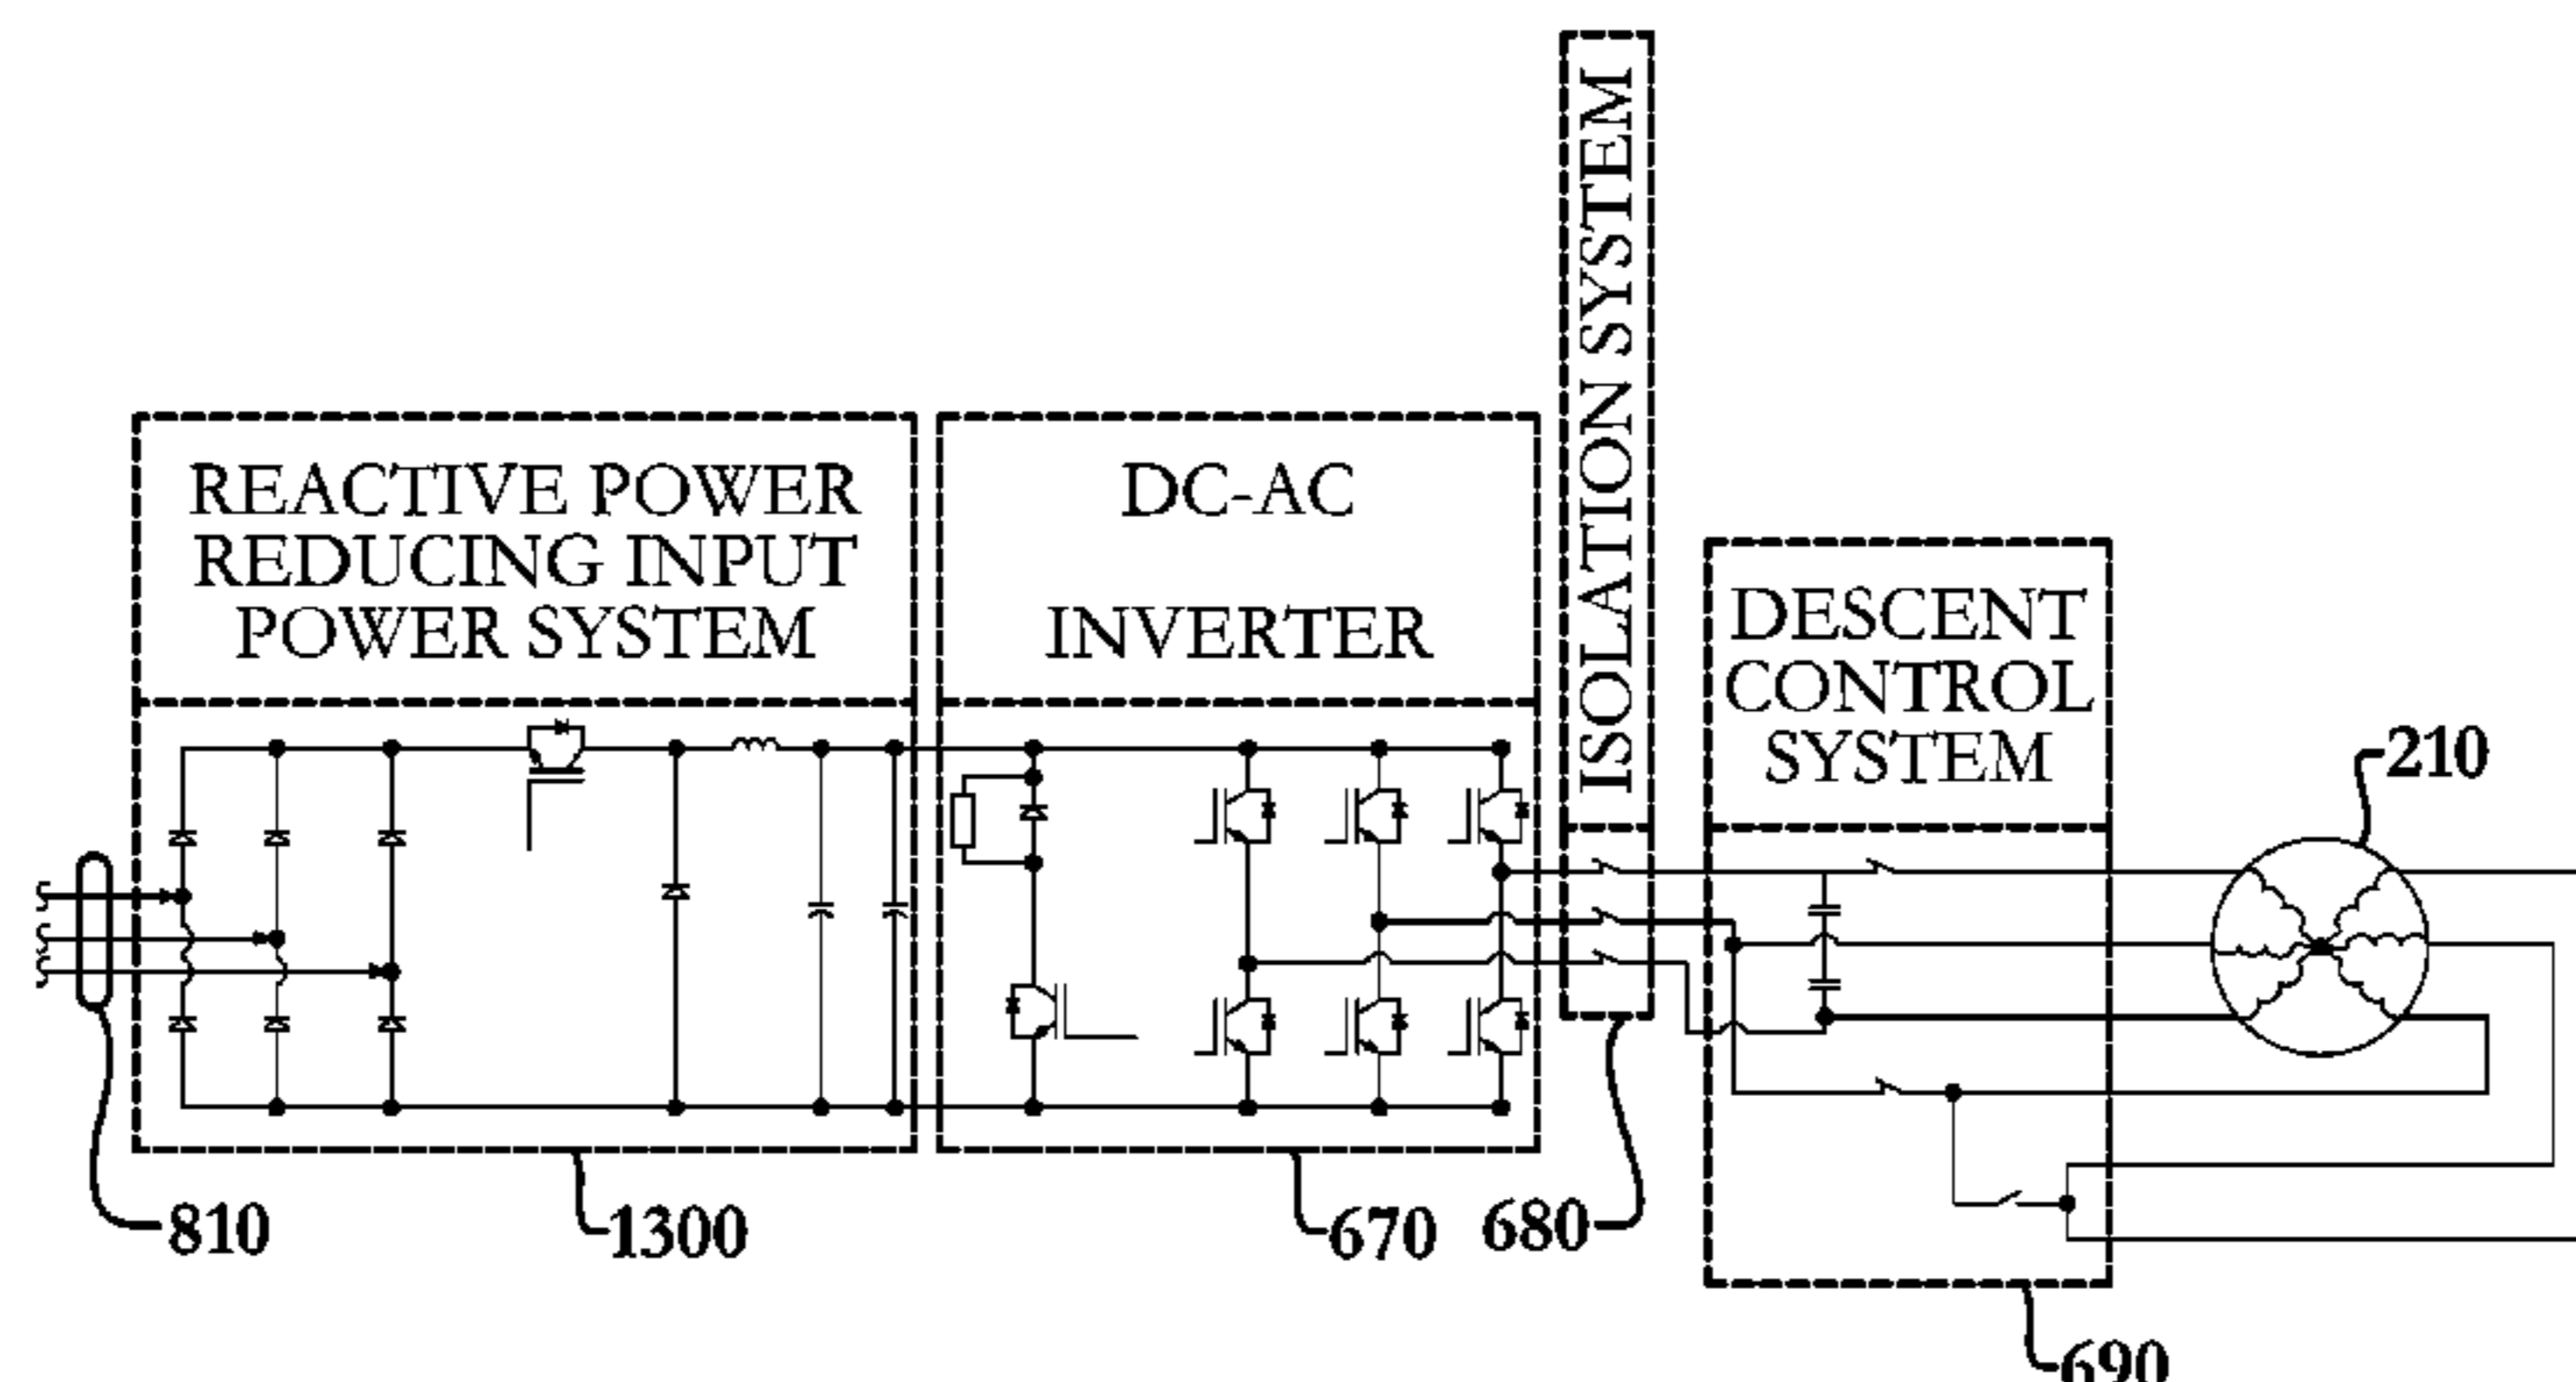 ISOLATION SYSTEM
REACTIVE POWER
REDUCING INPUT
POWER SYSTEM
DC-AC
INVERTER
DESCENT
CONTROL
SYSTEM
210
810
1300
670
680
690